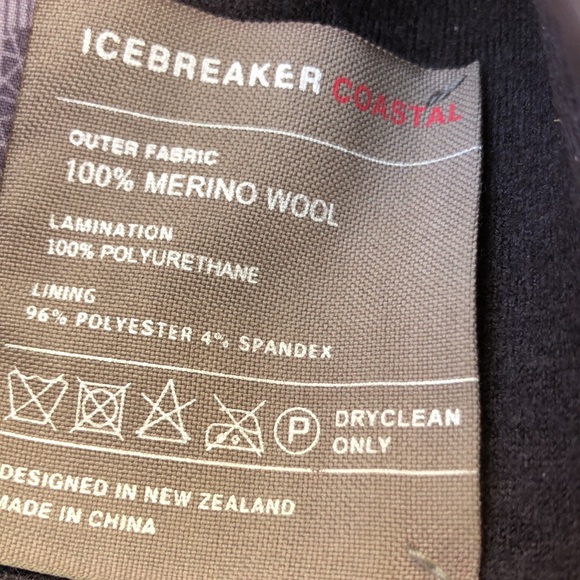 ICEBREAKER COASTAL
OUTER FABRIC
100% MERINO WOOL
LAMINATION
100% POLYURETHANE
LINING
96% POLYESTER 4% SPANDEX
P DRYCLEAN
ONLY
DESIGNED IN NEW ZEALAND
MADE IN CHINA